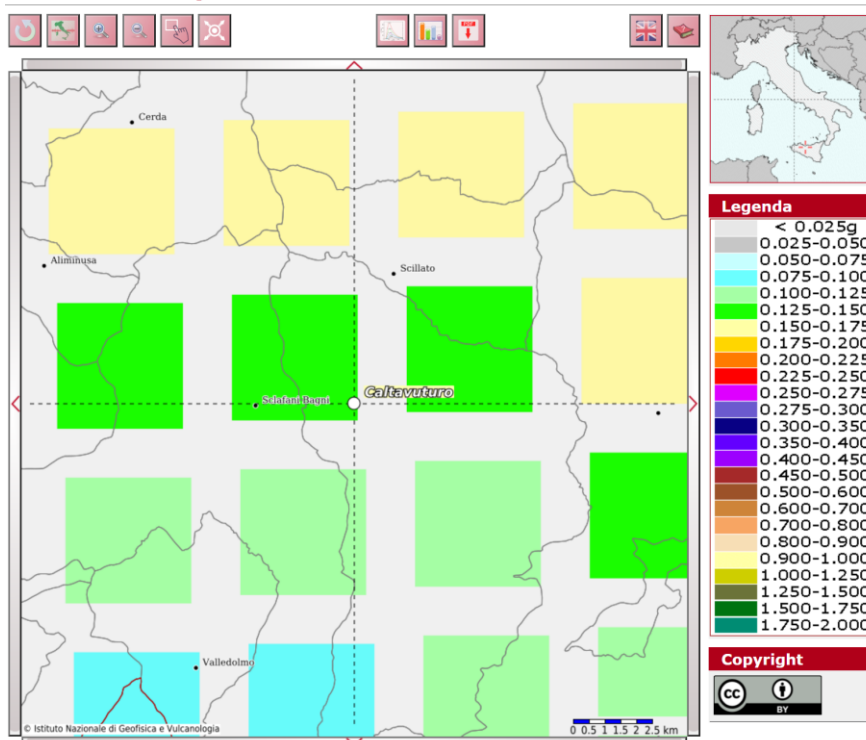 PDF
Cerda
Aliminusa
Scillato
Caltavuturo
Sclafani Bagni
Valledolmo
© Istituto Nazionale di Geofisica e Vulcanologia
0 0.5 1 1.5 2 2.5 km
Legenda
< 0.025g
0.025-0.050
0.050-0.075
0.075-0.100
0.100-0.125
0.125-0.150
0.150-0.175
0.175-0.200
0.200-0.225
0.225-0.250
0.250-0.275
0.275-0.300
0.300-0.350
0.350-0.400
0.400-0.450
0.450-0.500
0.500-0.600
0.600-0.700
0.700-0.800
0.800-0.900
0.900-1.000
1.000-1.250
1.250-1.500
1.500-1.750
1.750-2.000
Copyright
cc
BY